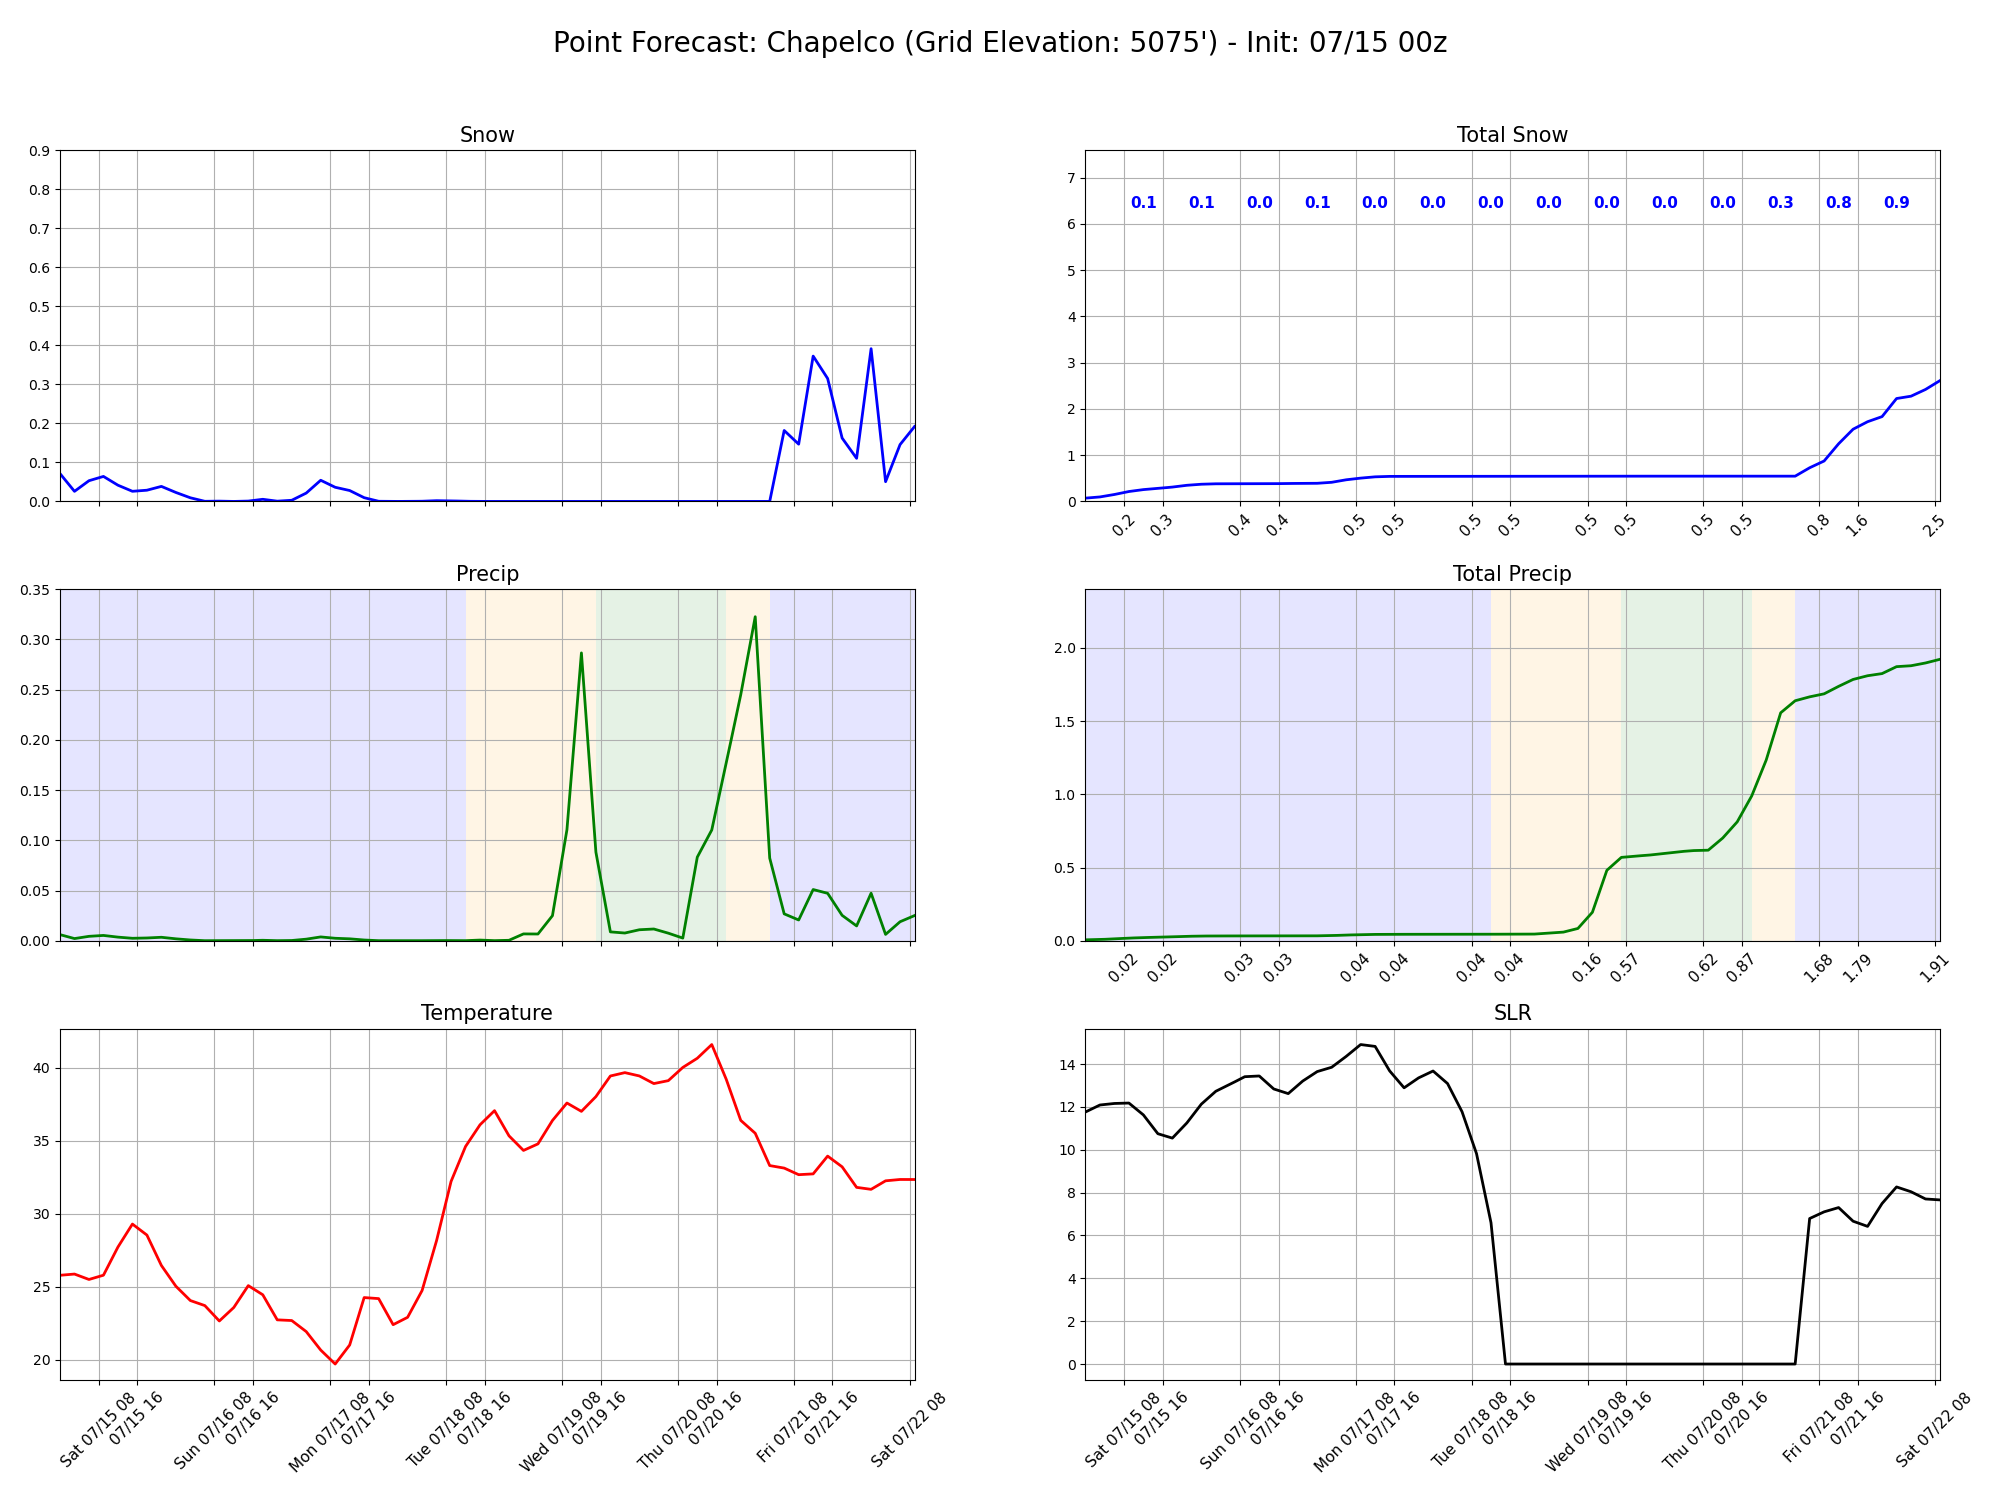 Point Forecast: Chapelco (Grid Elevation: 5075') - Init: 07/15 00z
Snow
0.9
0.8
0.7
0.6
0.5
0.4
0.3
0.2
0.1
0.0
Total Snow
7
6
5
4
3
2
1
0
0.1 0.1 0.0 0.1 0.0 0.0 0.0 0.0 0.0 0.0 0.0 0.3 0.8 0.9
0.2 0.3 0.4 0.4 0.5 0.5 0.5 0.5 0.5 0.5 0.5 0.5 0.8 1.6 2.5
Precip
0.35
0.30
0.25
0.20
0.15
0.10
0.05
0.00
Total Precip
2.0
1.5
1.0
0.5
0.0
0.02 0.02 0.03 0.03 0.04 0.04 0.04 0.04 0.16 0.57 0.62 0.87 1.68 1.79 1.91
Temperature
40
35
30
25
20
Sat 07/15 08
07/15 16
Sun 07/16 08
07/16 16
Mon 07/17 08
07/17 16
Tue 07/18 08
07/18 16
Wed 07/19 08
07/19 16
Thu 07/20 08
07/20 16
Fri 07/21 08
07/21 16
Sat 07/22 08
SLR
14
12
10
8
6
4
2
0
Sat 07/15 08
07/15 16
Sun 07/16 08
07/16 16
Mon 07/17 08
07/17 16
Tue 07/18 08
07/18 16
Wed 07/19 08
07/19 16
Thu 07/20 08
07/20 16
Fri 07/21 08
07/21 16
Sat 07/22 08